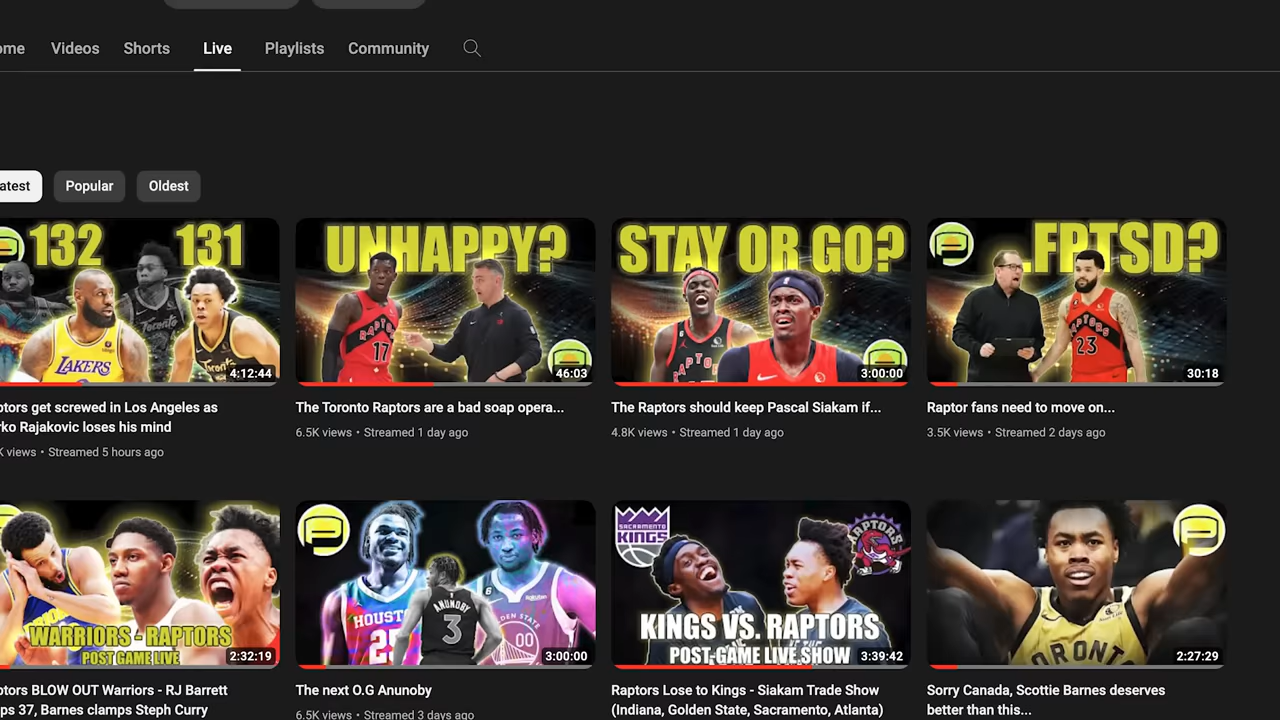 ome Videos Shorts Live Playlists Community
atest Popular Oldest
132 131
LAKERS
Toronto
4:12:44
UNHAPPY?
RAPTORS
17
46:03
STAY OR GO?
3:00:00
.FPTSD?
RAPTORS
23
30:18
ptors get screwed in Los Angeles as
rko Rajakovic loses his mind
K views • Streamed 5 hours ago
The Toronto Raptors are a bad soap opera...
6.5K views • Streamed 1 day ago
The Raptors should keep Pascal Siakam if...
4.8K views • Streamed 1 day ago
Raptor fans need to move on...
3.5K views • Streamed 2 days ago
WARRIORS - RAPTORS
POST GAME LIVE
2:32:19
HOUST
ANUNOBY
3
00
3:00:00
SACRAMENTO
KINGS
RAPTORS
KINGS VS. RAPTORS
POST-GAME LIVE SHOW
3:39:42
ORONT
2:27:29
ptors BLOW OUT Warriors - RJ Barrett
ps 37, Barnes clamps Steph Curry
The next O.G Anunoby
6.5K views • Streamed 3 days ago
Raptors Lose to Kings - Siakam Trade Show
(Indiana, Golden State, Sacramento, Atlanta)
Sorry Canada, Scottie Barnes deserves
better than this...